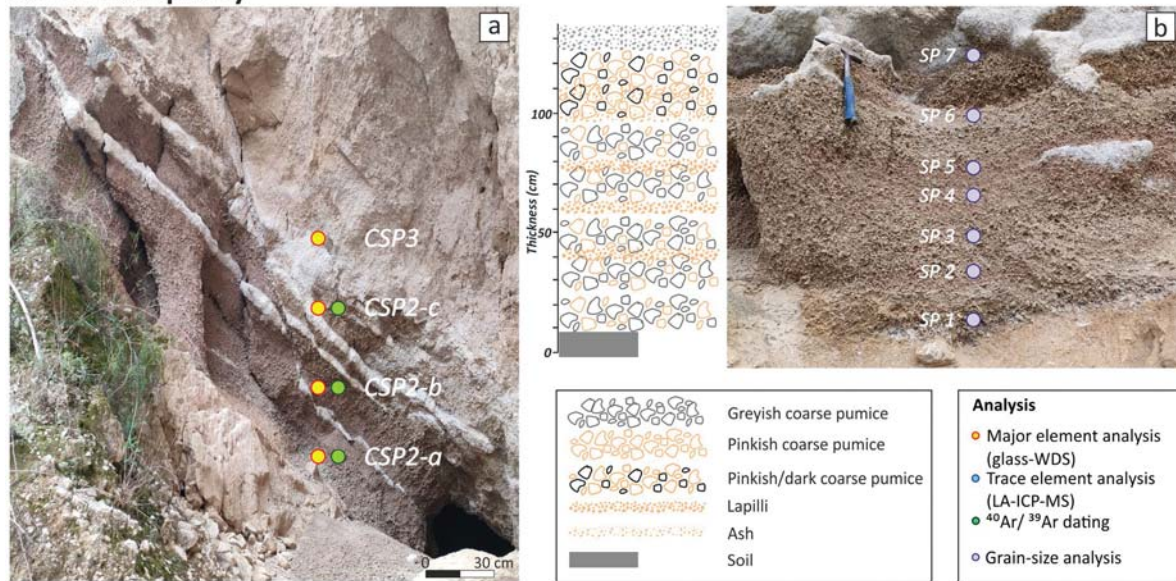 a
CSP3
CSP2-c
CSP2-b
CSP2-a
0 30 cm
Thickness (cm)
100
50
0
b
SP 7
SP 6
SP 5
SP 4
SP 3
SP 2
SP 1
Greyish coarse pumice
Pinkish coarse pumice
Pinkish/dark coarse pumice
Lapilli
Ash
Soil
Analysis
Major element analysis
(glass-WDS)
Trace element analysis
(LA-ICP-MS)
⁴⁰Ar/ ³⁹Ar dating
Grain-size analysis